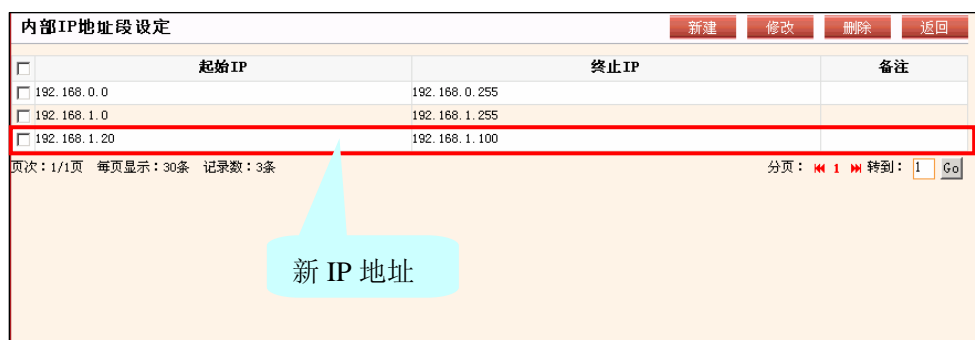 内部IP地址段设定 新建 修改 删除 返回
起始IP 终止IP 备注
192.168.0.0 192.168.0.255
192.168.1.0 192.168.1.255
192.168.1.20 192.168.1.100
页次：1/1页 每页显示：30条 记录数：3条 分页： 1 转到： 1 Go
新 IP 地址